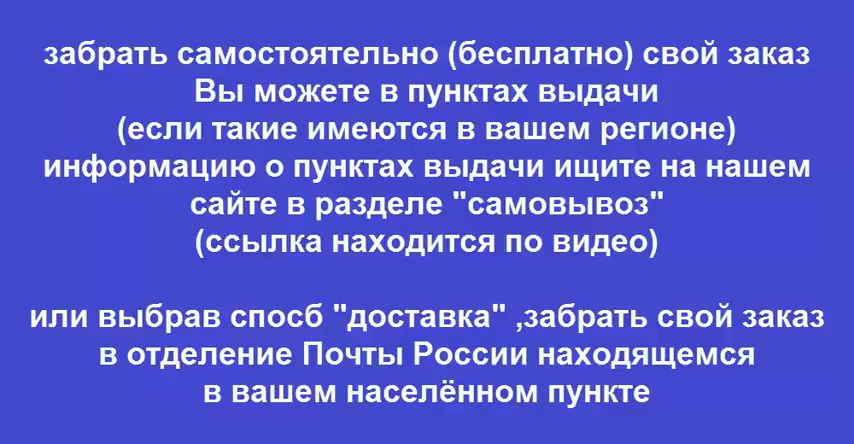 забрать самостоятельно (бесплатно) свой заказ
Вы можете в пунктах выдачи
(если такие имеются в вашем регионе)
информацию о пунктах выдачи ищите на нашем
сайте в разделе "самовывоз"
(ссылка находится по видео)
или выбрав спосб "доставка" ,забрать свой заказ
в отделение Почты России находящемся
в вашем населённом пункте